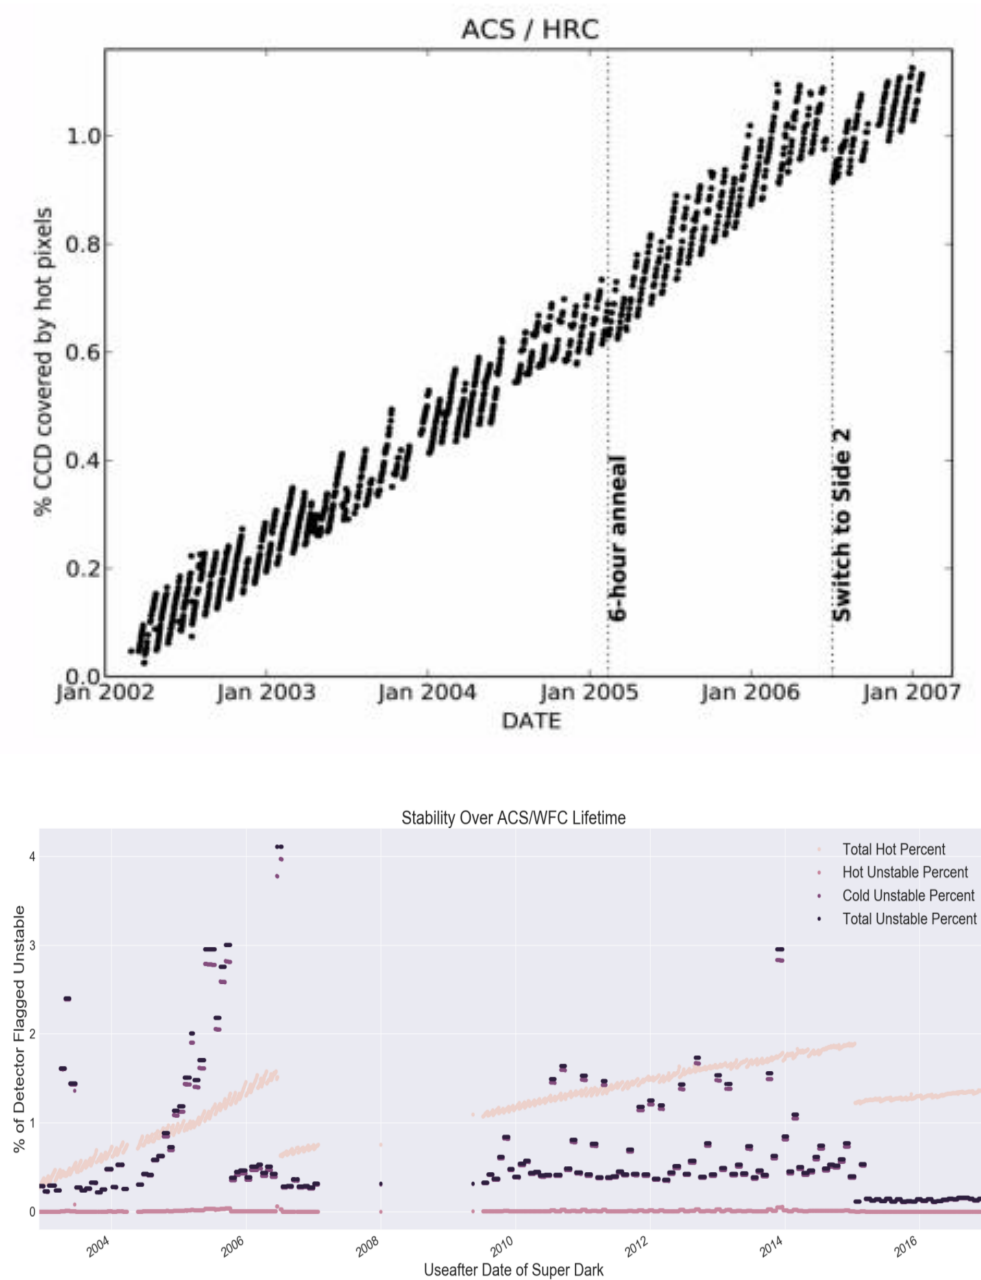 ACS / HRC
% CCD covered by hot pixels
1.0
0.8
0.6
0.4
0.2
0.0
6-hour anneal
Switch to Side 2
Jan 2002 Jan 2003 Jan 2004 Jan 2005 Jan 2006 Jan 2007
DATE
Stability Over ACS/WFC Lifetime
% of Detector Flagged Unstable
4
3
2
1
0
Total Hot Percent
Hot Unstable Percent
Cold Unstable Percent
Total Unstable Percent
2004 2006 2008 2010 2012 2014 2016
Useafter Date of Super Dark